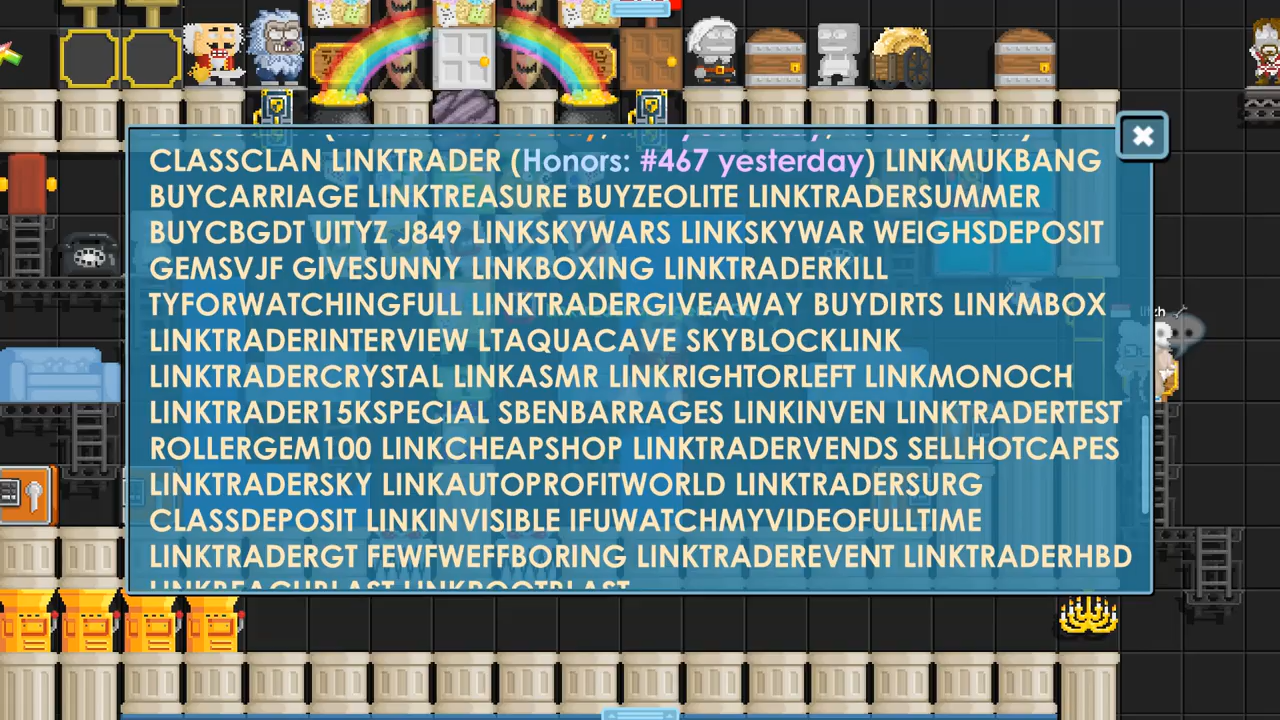 CLASSCLAN LINKTRADER (Honors: #467 yesterday) LINKMUKBANG
BUYCARRIAGE LINKTREASURE BUYZEOLITE LINKTRADERSUMMER
BUYCBGDT UITYZ J849 LINKSKYWARS LINKSKYWAR WEIGHSDEPOSIT
GEMSVJF GIVESUNNY LINKBOXING LINKTRADERKILL
TYFORWATCHINGFULL LINKTRADERGIVEAWAY BUYDIRTS LINKMBOX
LINKTRADERINTERVIEW LTAQUACAVE SKYBLOCKLINK
LINKTRADERCRYSTAL LINKASMR LINKRIGHTORLEFT LINKMONOCH
LINKTRADER15KSPECIAL SBENBARRAGES LINKINVEN LINKTRADERTEST
ROLLERGEM100 LINKCHEAPSHOP LINKTRADERVENDS SELLHOTCAPES
LINKTRADERSKY LINKAUTOPROFITWORLD LINKTRADERSURG
CLASSDEPOSIT LINKINVISIBLE IFUWATCHMYVIDEOFULLTIME
LINKTRADERGT FEWFWEFFBORING LINKTRADEREVENT LINKTRADERHBD